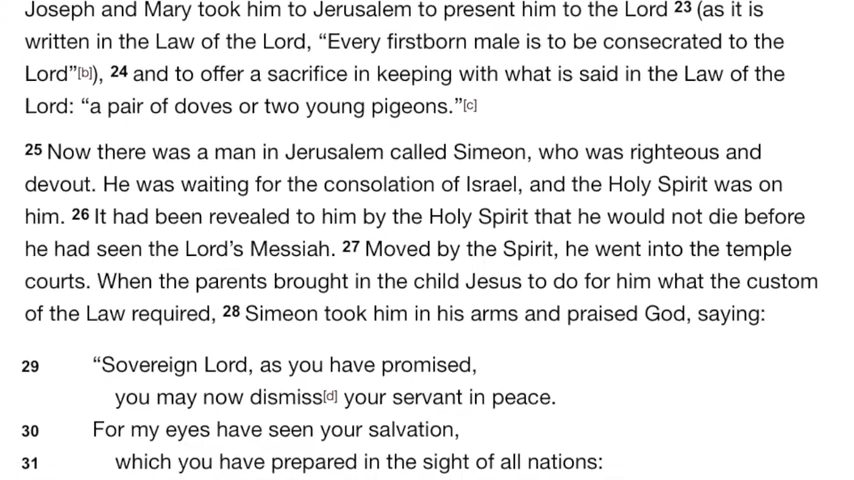 Joseph and Mary took him to Jerusalem to present him to the Lord 23 (as it is
written in the Law of the Lord, “Every firstborn male is to be consecrated to the
Lord”[b]), 24 and to offer a sacrifice in keeping with what is said in the Law of the
Lord: “a pair of doves or two young pigeons.”[c]
25 Now there was a man in Jerusalem called Simeon, who was righteous and
devout. He was waiting for the consolation of Israel, and the Holy Spirit was on
him. 26 It had been revealed to him by the Holy Spirit that he would not die before
he had seen the Lord’s Messiah. 27 Moved by the Spirit, he went into the temple
courts. When the parents brought in the child Jesus to do for him what the custom
of the Law required, 28 Simeon took him in his arms and praised God, saying:
29 “Sovereign Lord, as you have promised,
you may now dismiss[d] your servant in peace.
30 For my eyes have seen your salvation,
31 which you have prepared in the sight of all nations: